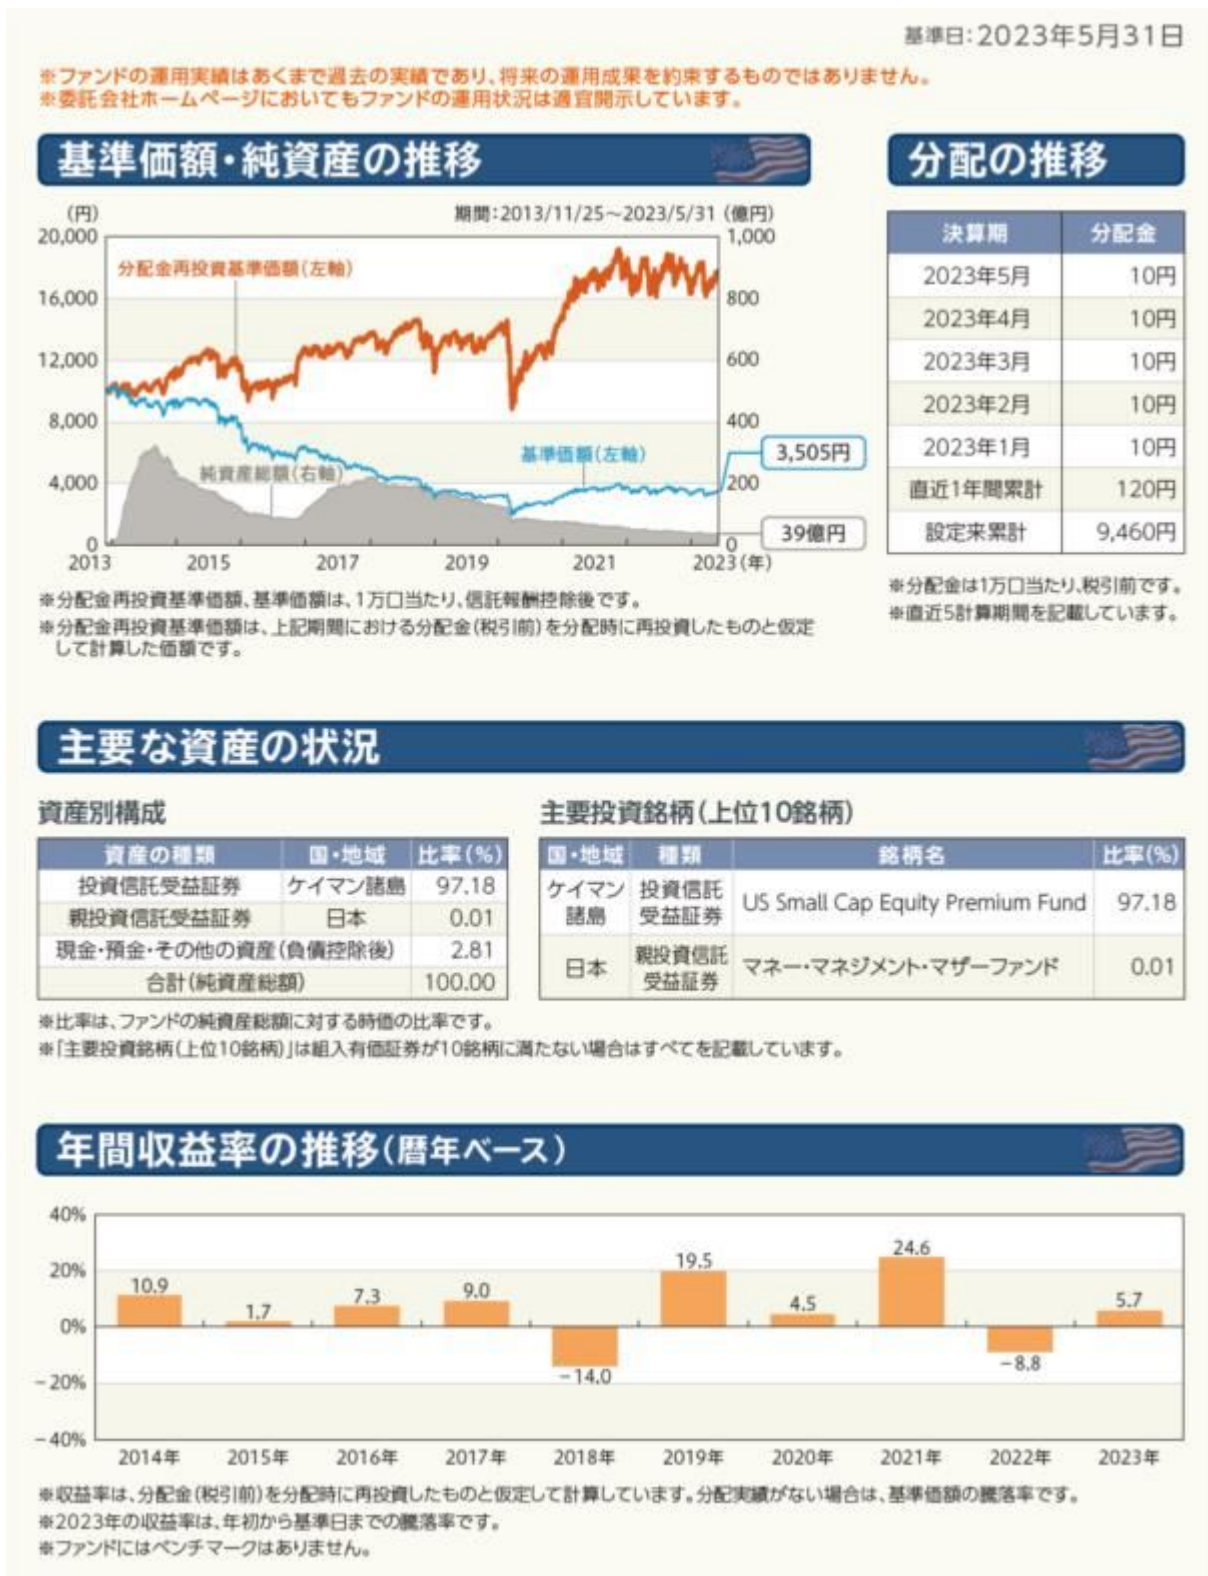 基準日:2023年5月31日
※ファンドの運用実績はあくまで過去の実績であり、将来の運用成果を約束するものではありません。
※委託会社ホームページにおいてもファンドの運用状況は適宜開示しています。
基準価額・純資産の推移
(円)
期間:2013/11/25~2023/5/31
(億円)
20,000
16,000
12,000
8,000
4,000
0
1,000
800
600
400
200
0
分配金再投資基準価額(左軸)
基準価額(左軸)
純資産総額(右軸)
3,505円
39億円
2013 2015 2017 2019 2021 2023(年)
※分配金再投資基準価額、基準価額は、1万口当たり、信託報酬控除後です。
※分配金再投資基準価額は、上記期間における分配金(税引前)を分配時に再投資したものと仮定
して計算した価額です。
分配の推移
決算期 分配金
2023年5月 10円
2023年4月 10円
2023年3月 10円
2023年2月 10円
2023年1月 10円
直近1年間累計 120円
設定来累計 9,460円
※分配金は1万口当たり、税引前です。
※直近5計算期間を記載しています。
主要な資産の状況
資産別構成
資産の種類 国・地域 比率(%)
投資信託受益証券 ケイマン諸島 97.18
親投資信託受益証券 日本 0.01
現金・預金・その他の資産(負債控除後) 2.81
合計(純資産総額) 100.00
主要投資銘柄(上位10銘柄)
国・地域 種類 銘柄名 比率(%)
ケイマン
諸島
投資信託
受益証券
US Small Cap Equity Premium Fund 97.18
日本
親投資信託
受益証券
マネー・マネジメント・マザーファンド 0.01
※比率は、ファンドの純資産総額に対する時価の比率です。
※「主要投資銘柄(上位10銘柄)」は組入有価証券が10銘柄に満たない場合はすべてを記載しています。
年間収益率の推移(暦年ベース)
40%
20%
0%
−20%
−40%
10.9 1.7 7.3 9.0 −14.0 19.5 4.5 24.6 −8.8 5.7
2014年 2015年 2016年 2017年 2018年 2019年 2020年 2021年 2022年 2023年
※収益率は、分配金(税引前)を分配時に再投資したものと仮定して計算しています。分配実績がない場合は、基準価額の騰落率です。
※2023年の収益率は、年初から基準日までの騰落率です。
※ファンドにはベンチマークはありません。